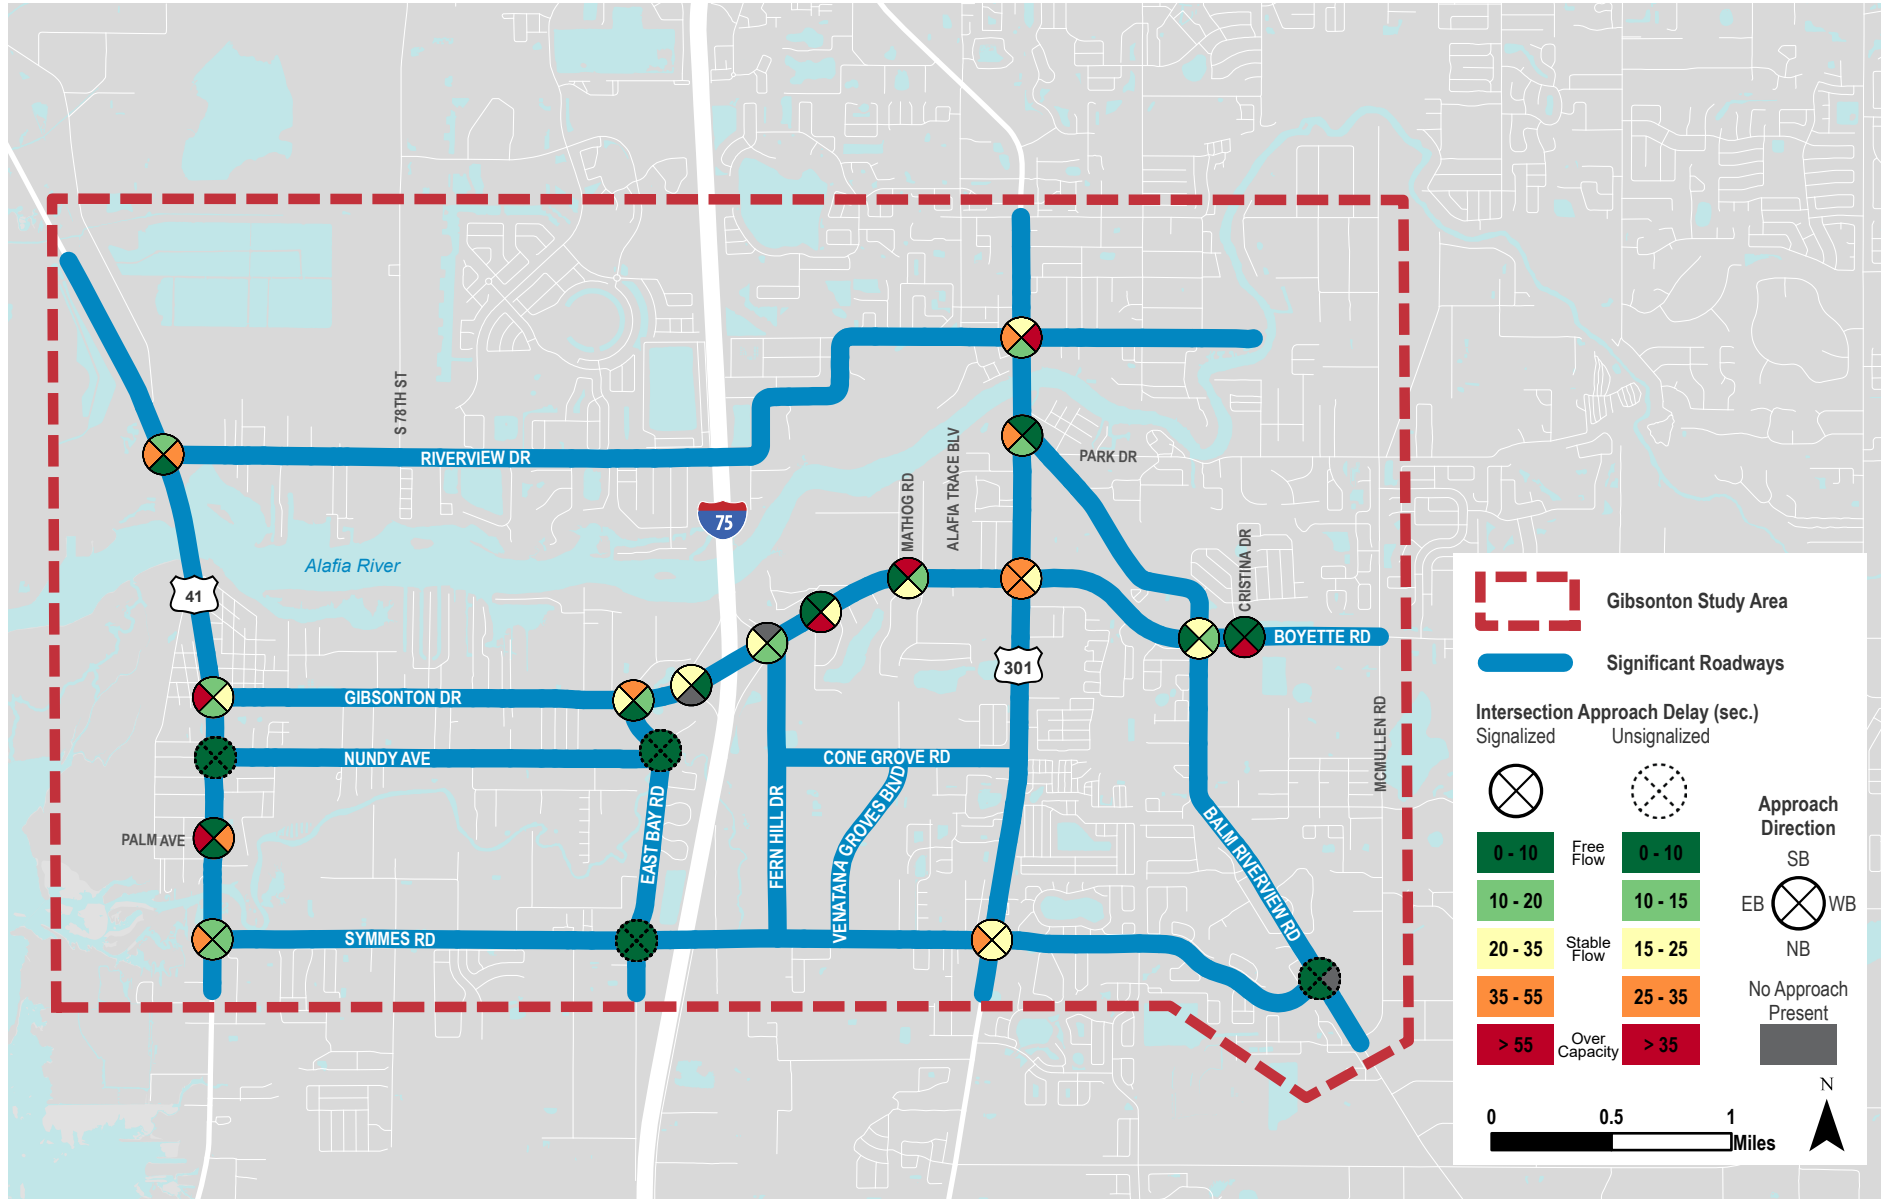 S 78TH ST
RIVERVIEW DR
PARK DR
ALAFIA TRACE BLV
MATHOG RD
75
Alafia River
41
CRISTINA DR
BOYETTE RD
301
GIBSONTON DR
NUNDY AVE
CONE GROVE RD
MCMULLEN RD
PALM AVE
EAST BAY RD
FERN HILL DR
VENATANA GROVES BLVD
BALM RIVERVIEW RD
SYMMES RD
Gibsonton Study Area
Significant Roadways
Intersection Approach Delay (sec.)
Signalized Unsignalized
Approach
Direction
SB
EB WB
NB
0 - 10 Free
Flow 0 - 10
10 - 20 10 - 15
20 - 35 Stable
Flow 15 - 25
35 - 55 25 - 35
> 55 Over
Capacity > 35
No Approach
Present
N
0 0.5 1
Miles